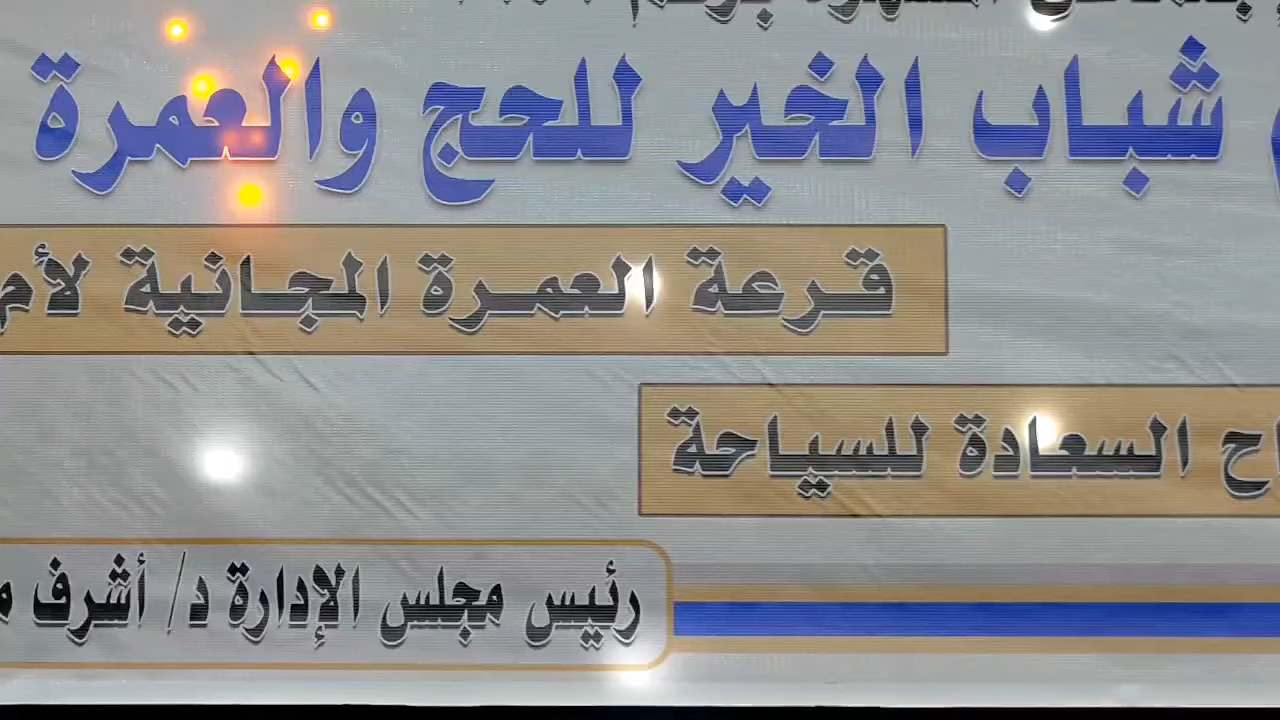 شباب الخير للحج والعمرة
قرعة العمرة المجانية
السعادة للسياحة
رئيس مجلس الإدارة د/ أشرف